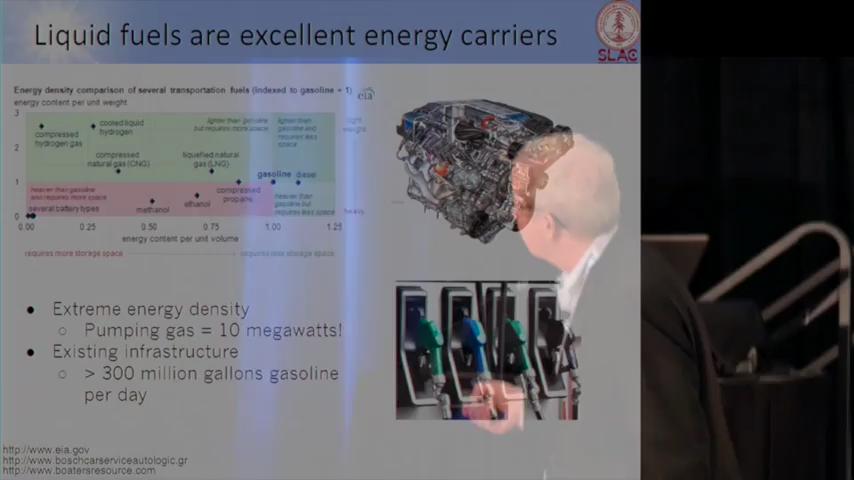 Liquid fuels are excellent energy carriers
SLAC
Energy density comparison of several transportation fuels (indexed to gasoline = 1)
eia
energy content per unit weight
3
2
1
0
compressed
hydrogen gas
cooled liquid
hydrogen
lighter than gasoline
but requires more space
lighter than
gasoline and
requires less
space
compressed
natural gas (CNG)
liquefied natural
gas (LNG)
gasoline
diesel
heavier than gasoline
and requires more space
compressed
propane
heavier than
gasoline but
requires less space
several battery types
methanol
ethanol
0.00
0.25
0.50
0.75
1.00
1.25
energy content per unit volume
requires more storage space
requires less storage space
● Extreme energy density
○ Pumping gas = 10 megawatts!
● Existing infrastructure
○ > 300 million gallons gasoline
per day
http://www.eia.gov
http://www.boschcarserviceautologic.gr
http://www.boatersresource.com